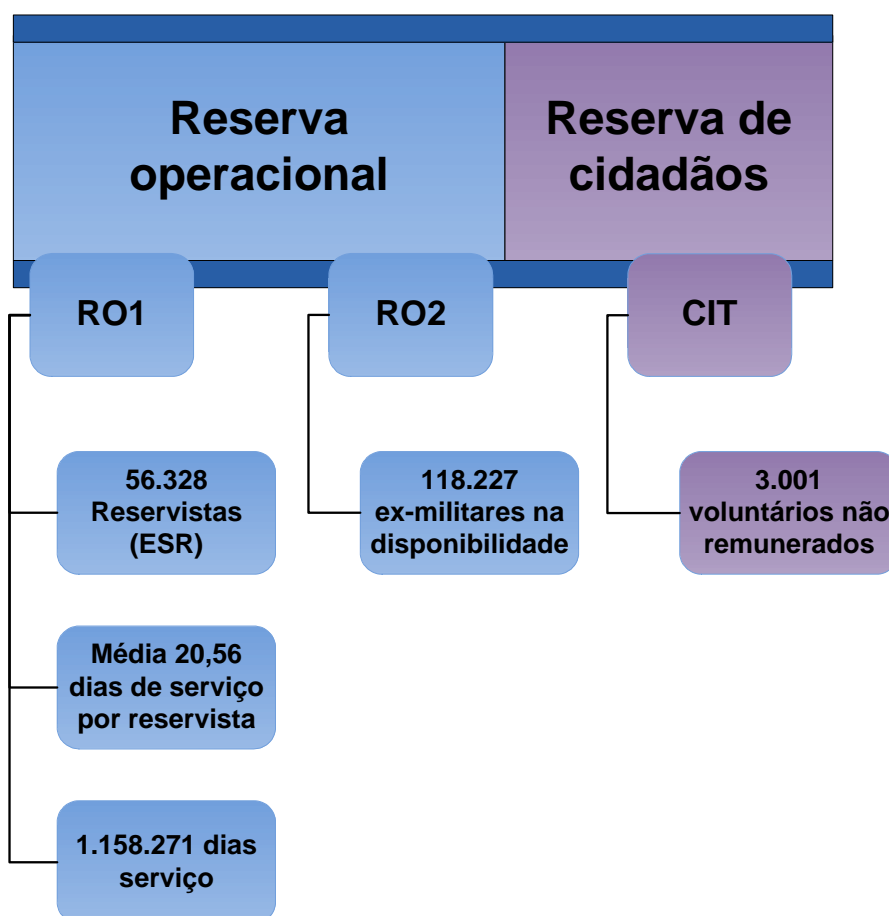 Reserva
operacional
Reserva de
cidadãos
RO1
RO2
CIT
56.328
Reservistas
(ESR)
118.227
ex-militares na
disponibilidade
3.001
voluntários não
remunerados
Média 20,56
dias de serviço
por reservista
1.158.271 dias
serviço